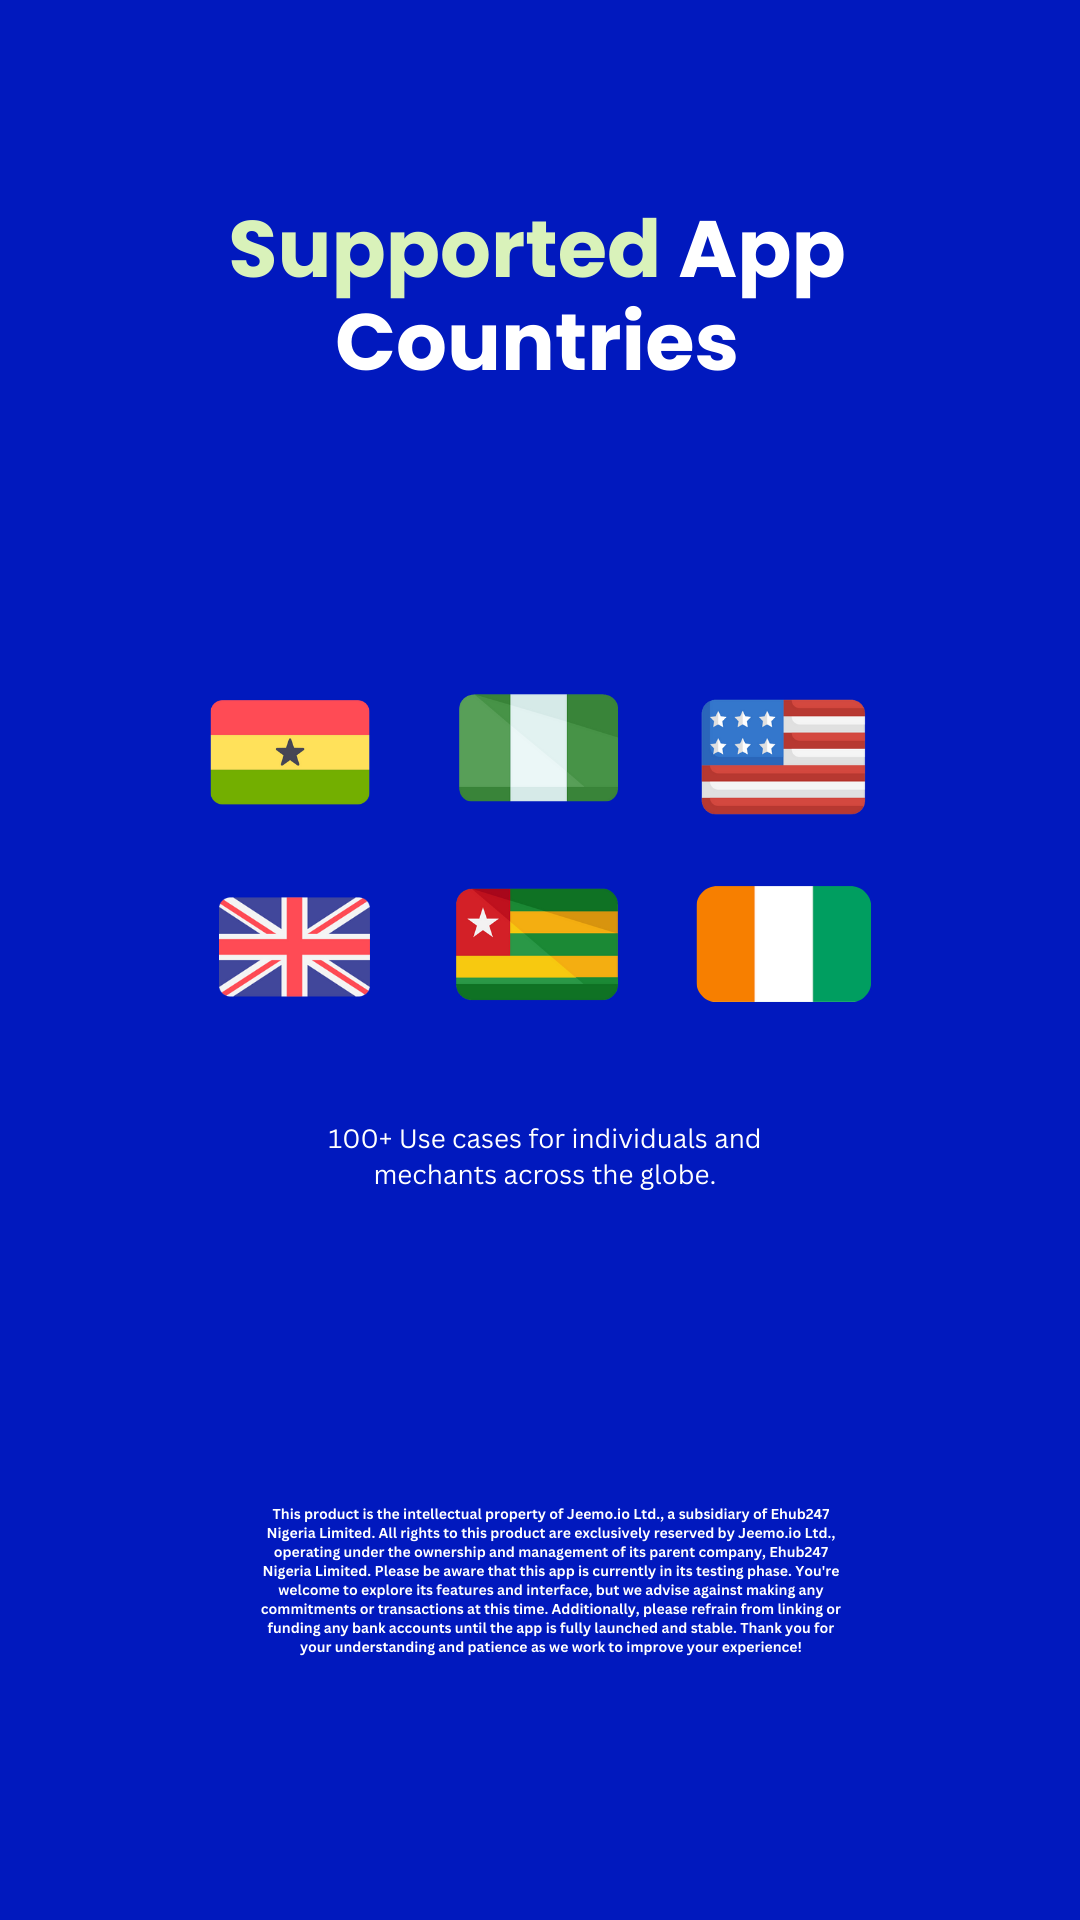 Supported App
Countries
100+ Use cases for individuals and
mechants across the globe.
This product is the intellectual property of Jeemo.io Ltd., a subsidiary of Ehub247
Nigeria Limited. All rights to this product are exclusively reserved by Jeemo.io Ltd.,
operating under the ownership and management of its parent company, Ehub247
Nigeria Limited. Please be aware that this app is currently in its testing phase. You're
welcome to explore its features and interface, but we advise against making any
commitments or transactions at this time. Additionally, please refrain from linking or
funding any bank accounts until the app is fully launched and stable. Thank you for
your understanding and patience as we work to improve your experience!